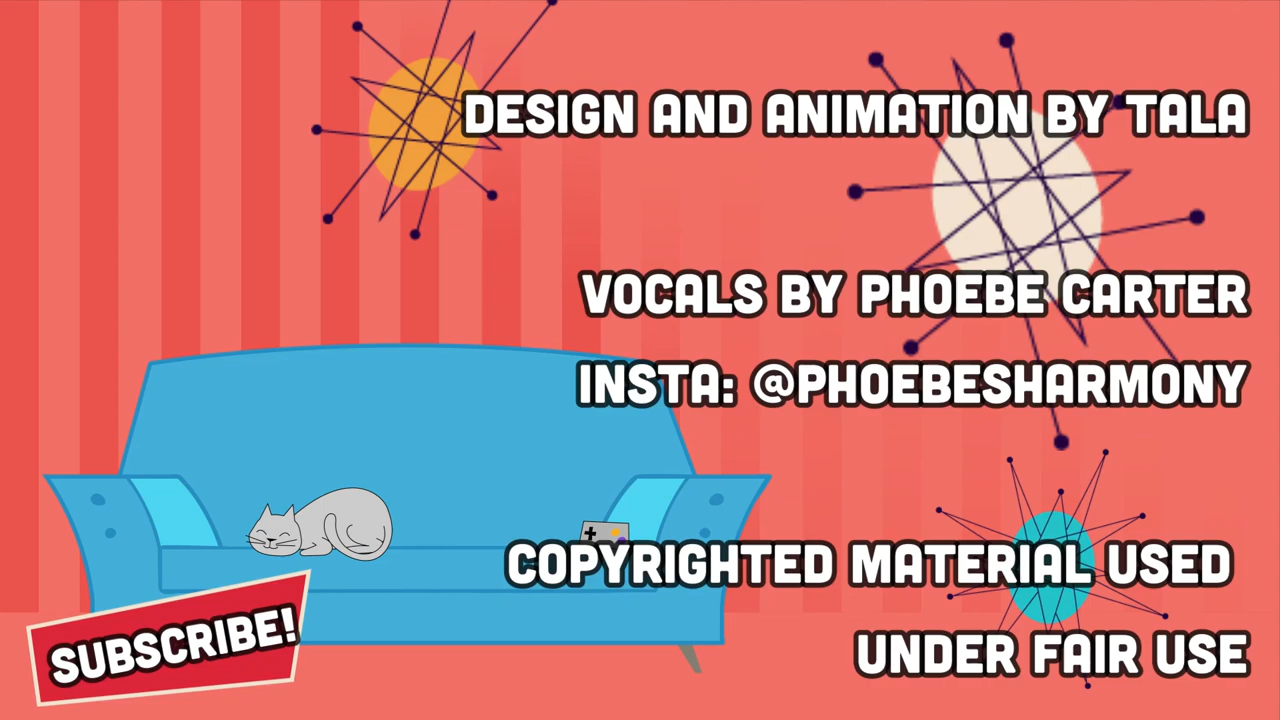 DESIGN AND ANIMATION BY TALA
VOCALS BY PHOEBE CARTER
INSTA: @PHOEBESHARMONY
COPYRIGHTED MATERIAL USED
UNDER FAIR USE
SUBSCRIBE!